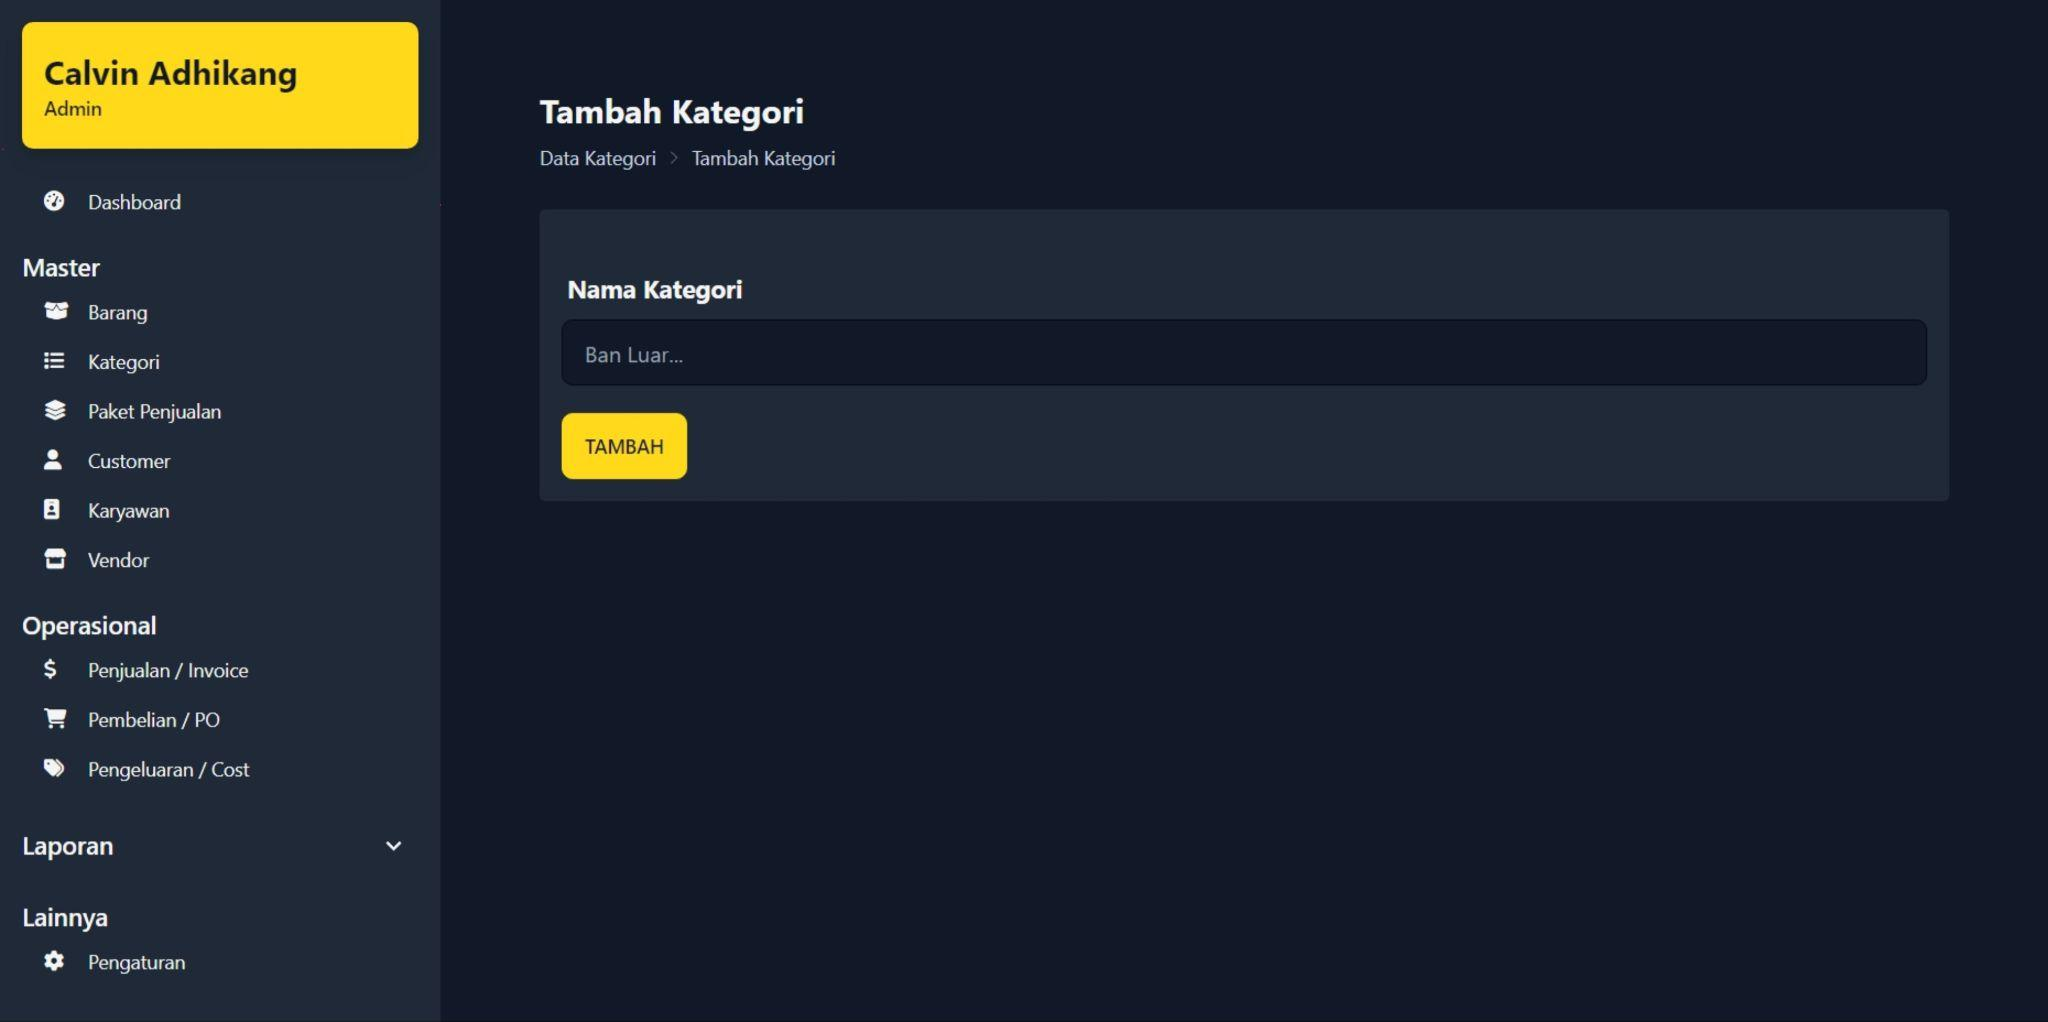 Calvin Adhikang
Admin
Dashboard
Master
Barang
Kategori
Paket Penjualan
Customer
Karyawan
Vendor
Operasional
Penjualan / Invoice
Pembelian / PO
Pengeluaran / Cost
Laporan
Lainnya
Pengaturan
Tambah Kategori
Data Kategori > Tambah Kategori
Nama Kategori
Ban Luar...
TAMBAH